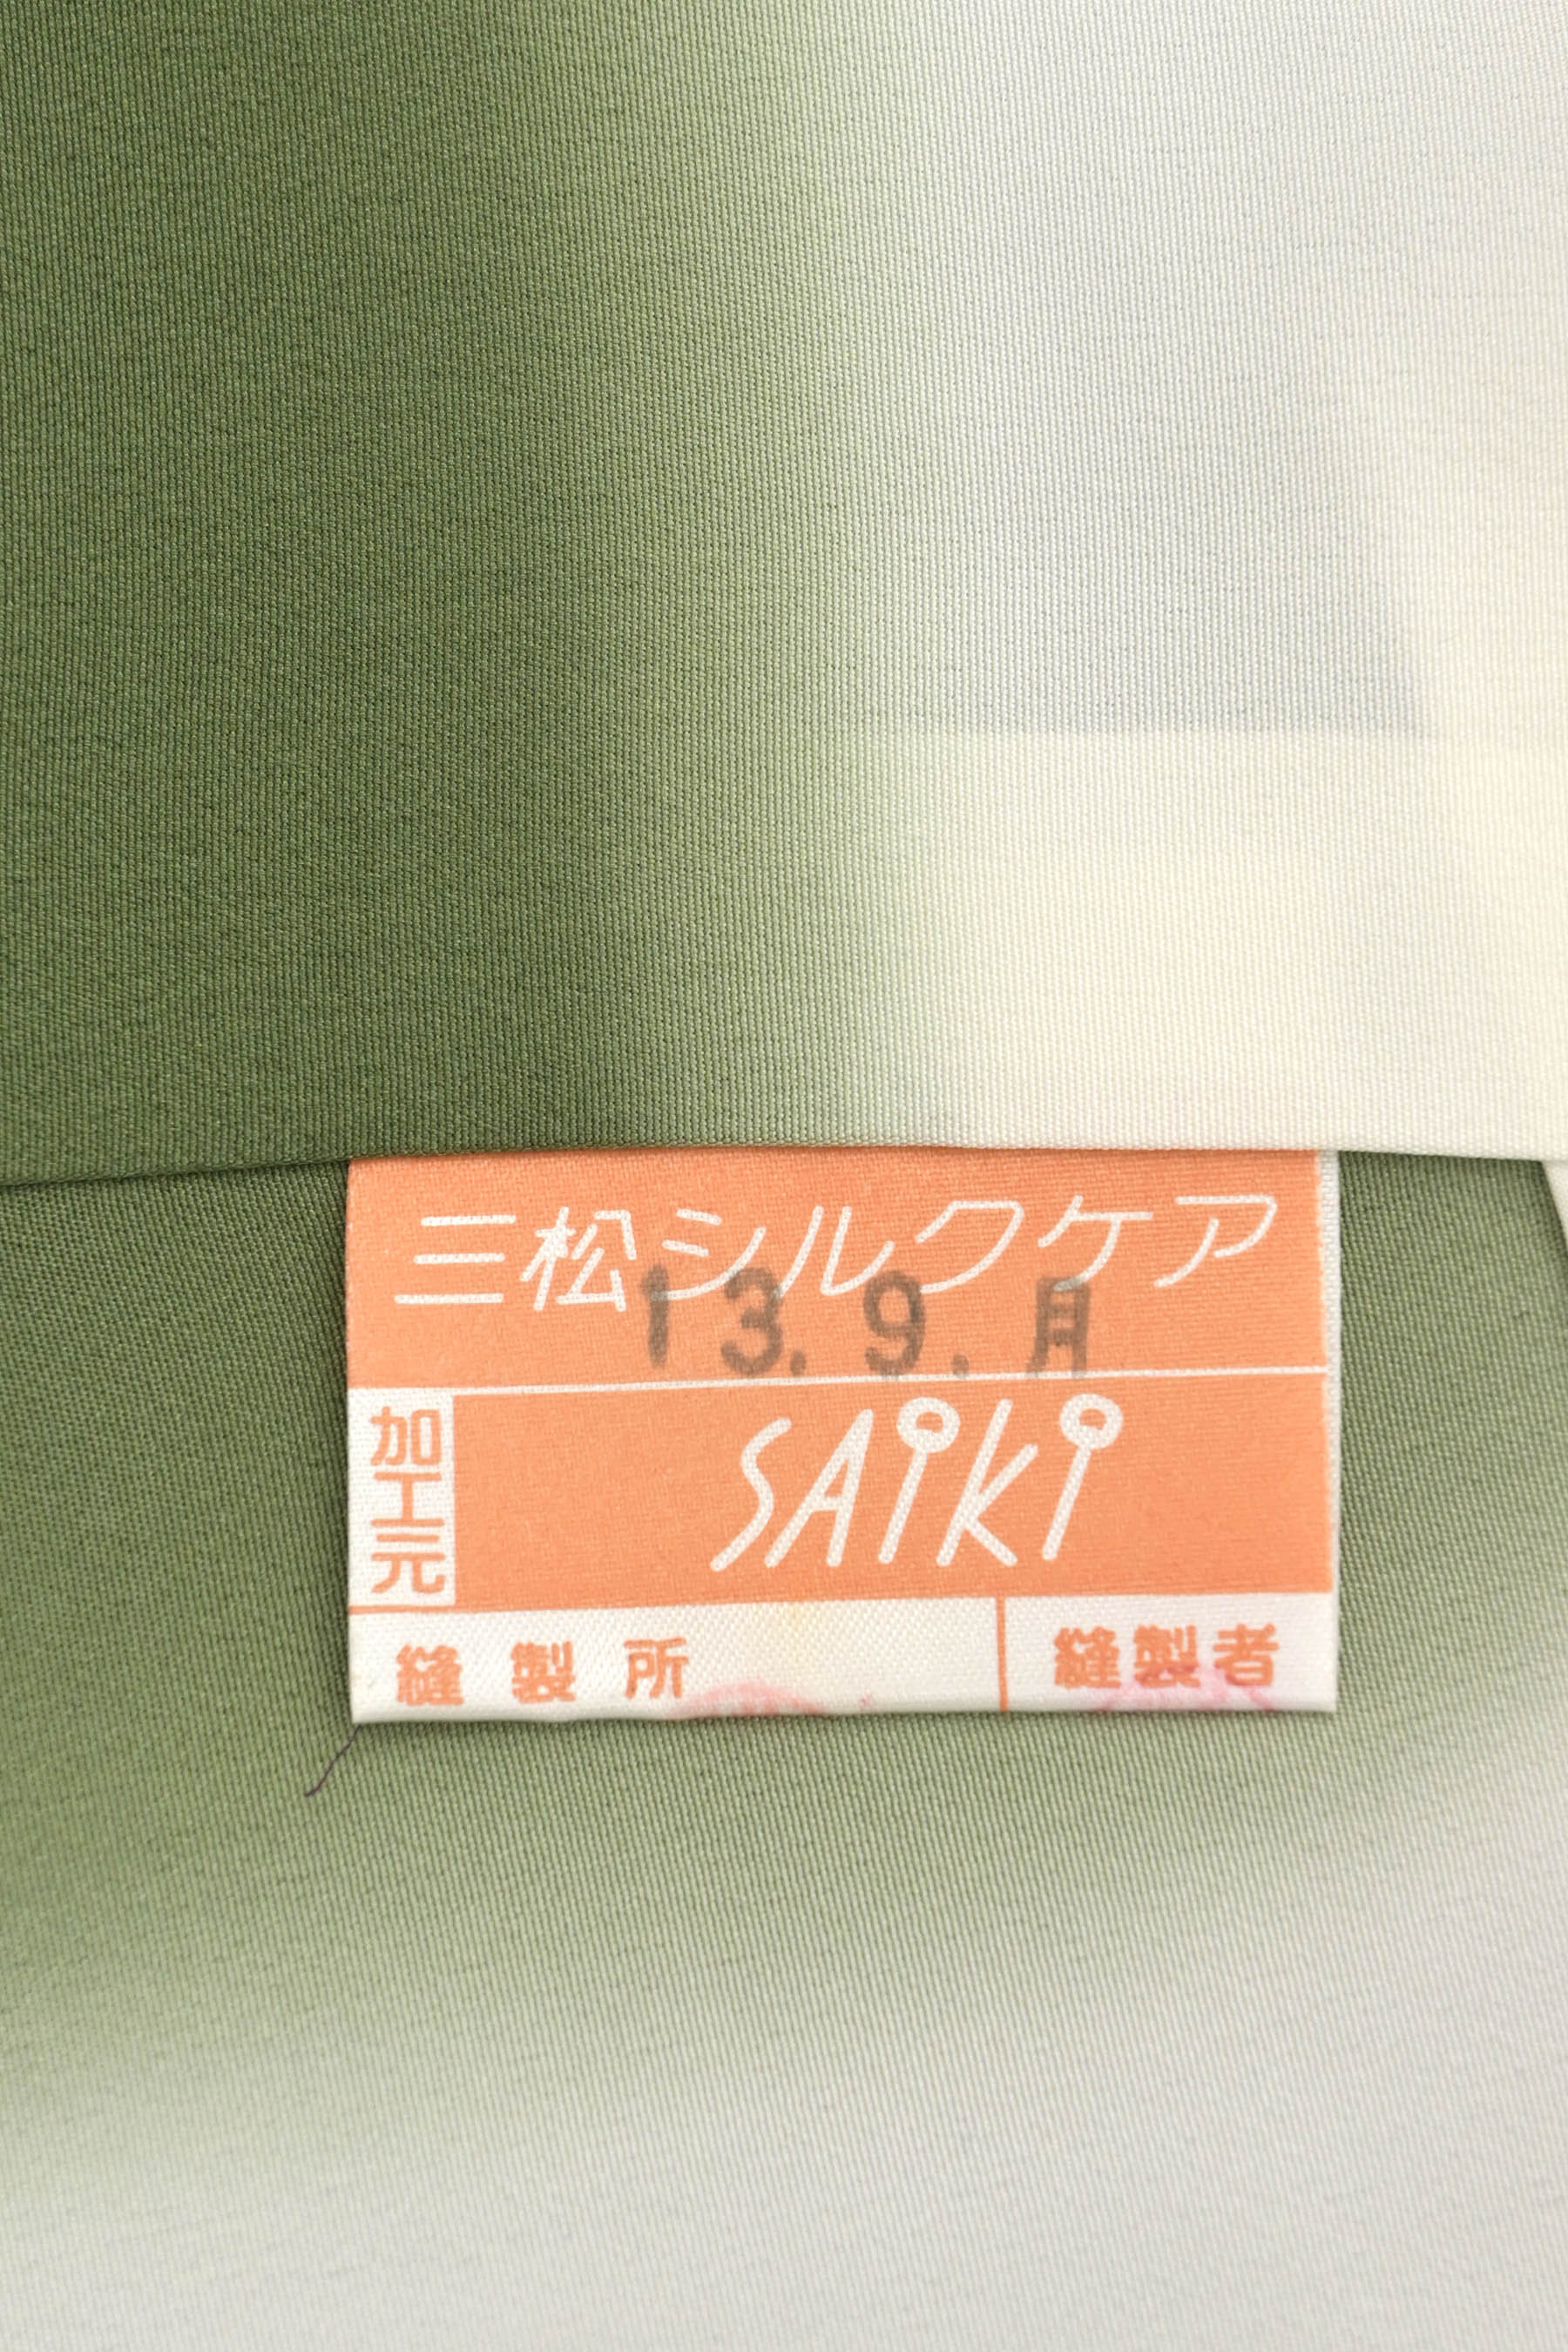 三松シルクケア
13.9.月
加工元
SAiKi
縫製所
縫製者